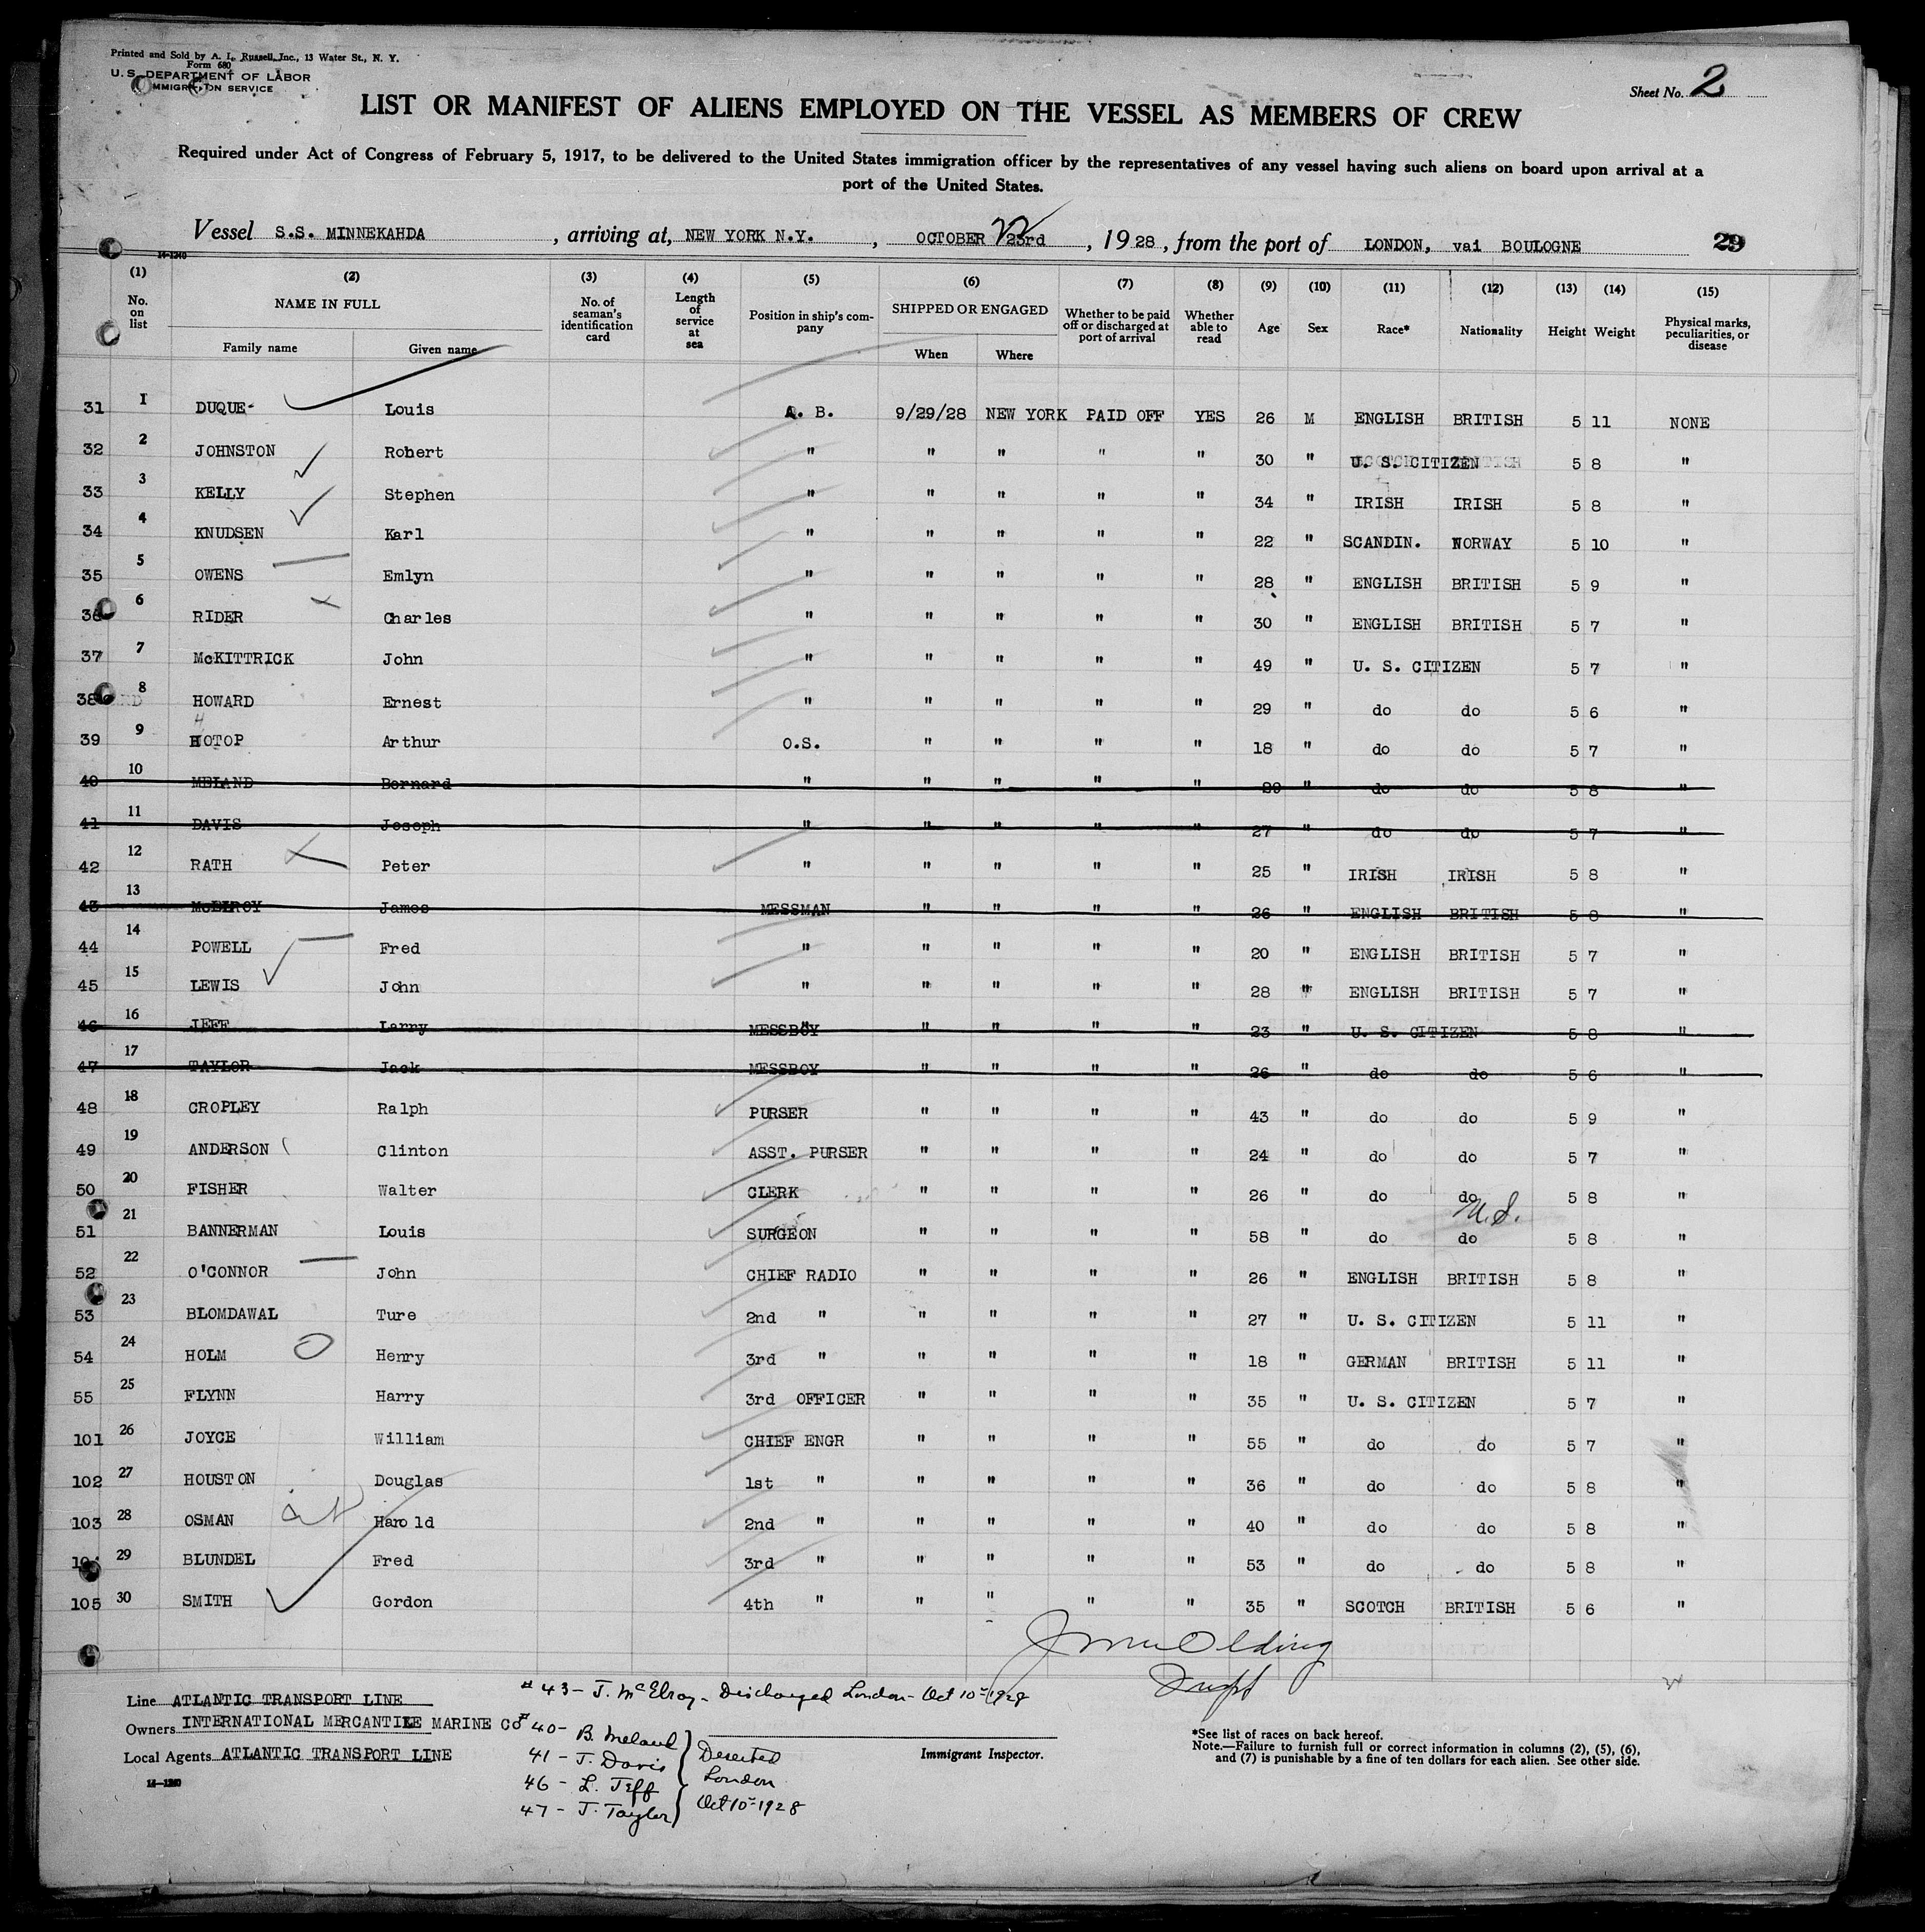 Printed and Sold by A. L. Russell, Inc., 13 Water St., N. Y.
Form 680
U. S. DEPARTMENT OF LABOR
IMMIGRATION SERVICE
Sheet No. 2
LIST OR MANIFEST OF ALIENS EMPLOYED ON THE VESSEL AS MEMBERS OF CREW
Required under Act of Congress of February 5, 1917, to be delivered to the United States immigration officer by the representatives of any vessel having such aliens on board upon arrival at a
port of the United States.
Vessel S.S. MINNEKAHDA, arriving at, NEW YORK N.Y., OCTOBER 22 23rd, 1928, from the port of LONDON, vai BOULOGNE 29
14-1240
(1) (2) (3) (4) (5) (6) (7) (8) (9) (10) (11) (12) (13) (14) (15)
No. on list NAME IN FULL Family name Given name No. of seaman's identification card Length of service at sea Position in ship's company SHIPPED OR ENGAGED When Where Whether to be paid off or discharged at port of arrival Whether able to read Age Sex Race* Nationality Height Weight Physical marks, peculiarities, or disease
31 1 DUQUE Louis A. B. 9/29/28 NEW YORK PAID OFF YES 26 M ENGLISH BRITISH 5 11 NONE
32 2 JOHNSTON Robert " " " " " 30 " U. S. CITIZEN 5 8 "
33 3 KELLY Stephen " " " " " 34 " IRISH IRISH 5 8 "
34 4 KNUDSEN Karl " " " " " 22 " SCANDIN. NORWAY 5 10 "
35 5 OWENS Emlyn " " " " " 28 " ENGLISH BRITISH 5 9 "
36 6 RIDER Charles " " " " " 30 " ENGLISH BRITISH 5 7 "
37 7 McKITTRICK John " " " " " 49 " U. S. CITIZEN 5 7 "
38 8 HOWARD Ernest " " " " " 29 " do do 5 6 "
39 9 HOTOP Arthur O.S. " " " " 18 " do do 5 7 "
40 10 MELAND Bernard " " " " " 29 " do do 5 8 "
41 11 DAVIS Joseph " " " " " 27 " do do 5 7 "
42 12 RATH Peter " " " " " 25 " IRISH IRISH 5 8 "
43 13 McELROY James MESSMAN " " " " 26 " ENGLISH BRITISH 5 8 "
44 14 POWELL Fred " " " " " 20 " ENGLISH BRITISH 5 7 "
45 15 LEWIS John " " " " " 28 " ENGLISH BRITISH 5 7 "
46 16 JEFF Larry MESSBOY " " " " 23 " U. S. CITIZEN 5 8 "
47 17 TAYLOR Jack MESSBOY " " " " 26 " do do 5 6 "
48 18 CROPLEY Ralph PURSER " " " " 43 " do do 5 9 "
49 19 ANDERSON Clinton ASST. PURSER " " " " 24 " do do 5 7 "
50 20 FISHER Walter CLERK " " " " 26 " do do 5 8 "
51 21 BANNERMAN Louis SURGEON " " " " 58 " do do U.S. 5 8 "
52 22 O'CONNOR John CHIEF RADIO " " " " 26 " ENGLISH BRITISH 5 8 "
53 23 BLOMDAWAL Ture 2nd " " " " " 27 " U. S. CITIZEN 5 11 "
54 24 HOLM Henry 3rd " " " " " 18 " GERMAN BRITISH 5 11 "
55 25 FLYNN Harry 3rd OFFICER " " " " 35 " U. S. CITIZEN 5 7 "
101 26 JOYCE William CHIEF ENGR " " " " 55 " do do 5 7 "
102 27 HOUSTON Douglas 1st " " " " " 36 " do do 5 8 "
103 28 OSMAN Harold 2nd " " " " " 40 " do do 5 8 "
104 29 BLUNDEL Fred 3rd " " " " " 53 " do do 5 8 "
105 30 SMITH Gordon 4th " " " " " 35 " SCOTCH BRITISH 5 6 "
Line ATLANTIC TRANSPORT LINE
Owners INTERNATIONAL MERCANTILE MARINE CO
Local Agents ATLANTIC TRANSPORT LINE
14-1240
# 43 - J. McElroy - Discharged London - Oct 10-1928
# 40 - B. Meland
41 - J. Davis
46 - L. Jeff
47 - J. Taylor
Deserted
London
Oct 10-1928
Immigrant Inspector.
*See list of races on back hereof.
Note.—Failure to furnish full or correct information in columns (2), (5), (6),
and (7) is punishable by a fine of ten dollars for each alien. See other side.